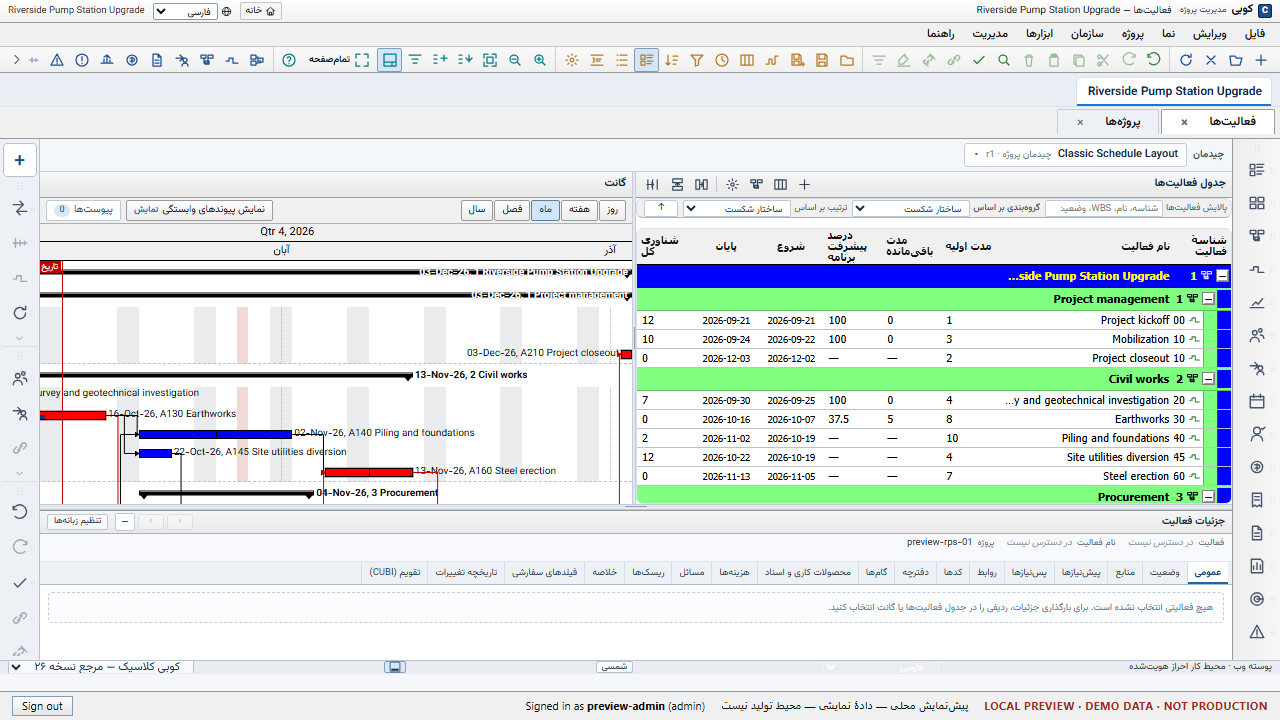 کوبی مدیریت پروژه فعالیت‌ها — Riverside Pump Station Upgrade
خانه
فارسی
Riverside Pump Station Upgrade
فایل ویرایش نما پروژه سازمان ابزارها مدیریت راهنما
تمام‌صفحه
Riverside Pump Station Upgrade
فعالیت‌ها ×
پروژه‌ها ×
چیدمان Classic Schedule Layout چیدمان پروژه · r1
جدول فعالیت‌ها
پالایش فعالیت‌ها شناسه، نام، WBS، وضعیت گروه‌بندی بر اساس ساختار شکست ترتیب بر اساس ساختار شکست ↑
شناسه فعالیت نام فعالیت مدت اولیه مدت باقی‌مانده درصد پیشرفت برنامه شروع پایان شناوری کل
1 ...side Pump Station Upgrade
1 Project management
00 Project kickoff 1 0 100 2026-09-21 2026-09-21 12
10 Mobilization 3 0 100 2026-09-22 2026-09-24 10
10 Project closeout 2 — — 2026-12-02 2026-12-03 0
2 Civil works
20 ...y and geotechnical investigation 4 0 100 2026-09-25 2026-09-30 7
30 Earthworks 8 5 37.5 2026-10-07 2026-10-16 0
40 Piling and foundations 10 — — 2026-10-19 2026-11-02 2
45 Site utilities diversion 4 — — 2026-10-19 2026-10-22 12
60 Steel erection 7 — — 2026-11-05 2026-11-13 0
3 Procurement
گانت
روز هفته ماه فصل سال
نمایش پیوندهای وابستگی نمایش
پیوست‌ها 0
Qtr 4, 2026
آذر
آبان
تاریخ
03-Dec-26, 1 Riverside Pump Station Upgrade
03-Dec-26, 1 Project management
03-Dec-26, A210 Project closeout
13-Nov-26, 2 Civil works
urvey and geotechnical investigation
16-Oct-26, A130 Earthworks
02-Nov-26, A140 Piling and foundations
22-Oct-26, A145 Site utilities diversion
13-Nov-26, A160 Steel erection
04-Nov-26, 3 Procurement
جزئیات فعالیت
تنظیم زبانه‌ها
فعالیت در دسترس نیست نام فعالیت در دسترس نیست پروژه preview-rps-01
عمومی وضعیت منابع پیش‌نیازها پس‌نیازها روابط کدها دفترچه گام‌ها محصولات کاری و اسناد هزینه‌ها مسائل ریسک‌ها خلاصه فیلدهای سفارشی تاریخچه تغییرات تقویم (CUBI)
هیچ فعالیتی انتخاب نشده است. برای بارگذاری جزئیات، ردیفی را در جدول فعالیت‌ها یا گانت انتخاب کنید.
پوسته وب · محیط کار احراز هویت‌شده
فارسی
شمسی
کوبی کلاسیک — مرجع نسخه ۲۶
LOCAL PREVIEW · DEMO DATA · NOT PRODUCTION
پیش‌نمایش محلی — دادهٔ نمایشی — محیط تولید نیست
Signed in as preview-admin (admin)
Sign out